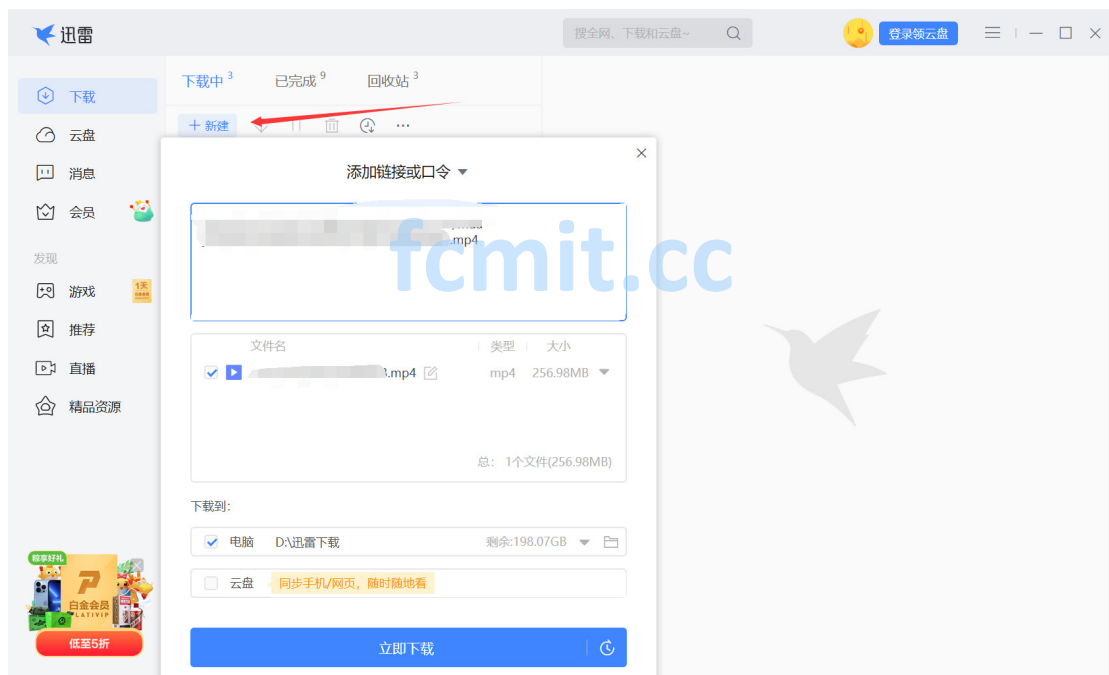 迅雷
搜全网、下载和云盘~
登录领云盘
下载
云盘
消息
会员
发现
游戏
1天
推荐
直播
精品资源
下载中 3
已完成 9
回收站 3
+ 新建
添加链接或口令
.mp4
fcmit.cc
文件名 类型 大小
.mp4 mp4 256.98MB
总: 1个文件(256.98MB)
下载到:
电脑 D:\迅雷下载 剩余:198.07GB
云盘 同步手机/网页，随时随地看
立即下载
粽享好礼
白金会员
PLATIVIP
低至5折